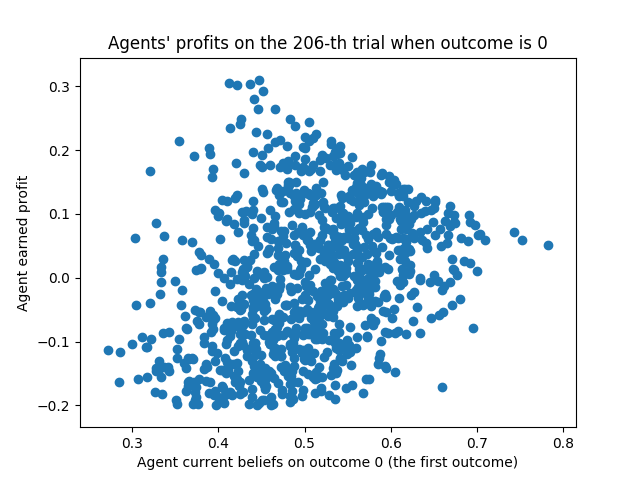 Agents' profits on the 206-th trial when outcome is 0
0.3
0.2
0.1
0.0
−0.1
−0.2
Agent earned profit
0.3 0.4 0.5 0.6 0.7 0.8
Agent current beliefs on outcome 0 (the first outcome)